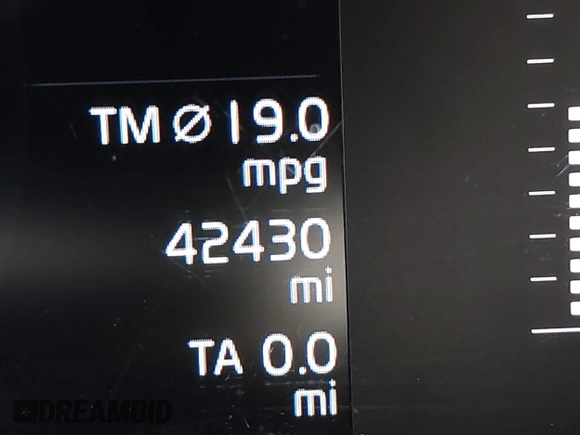 TM Ø 19.0
mpg
42430
mi
TA 0.0
mi
DREAMBID